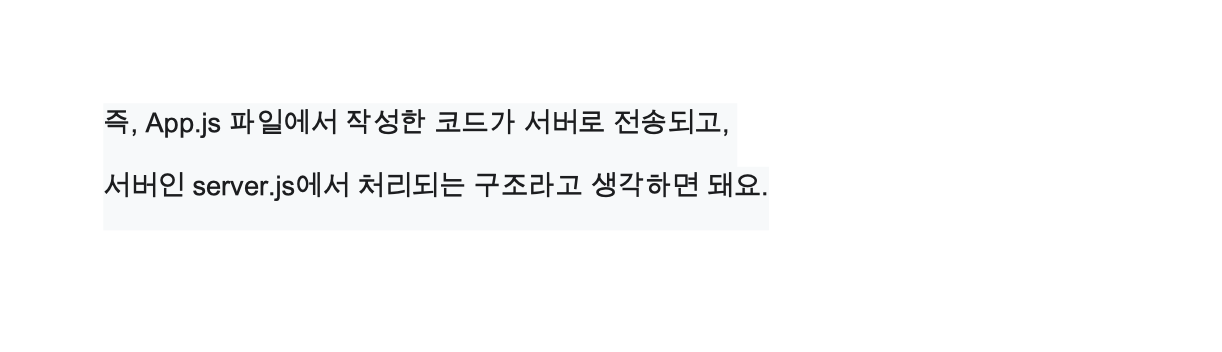 즉, App.js 파일에서 작성한 코드가 서버로 전송되고,
서버인 server.js에서 처리되는 구조라고 생각하면 돼요.